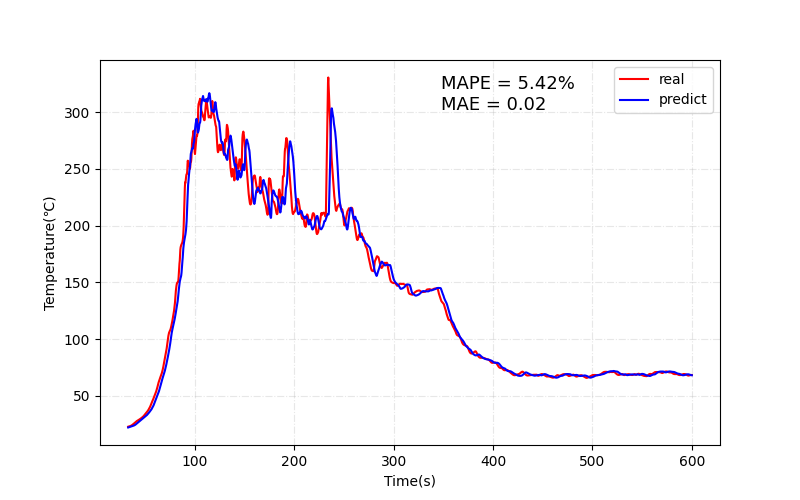 MAPE = 5.42%
MAE = 0.02
real
predict
300
250
200
150
100
50
Temperature(℃)
100 200 300 400 500 600
Time(s)